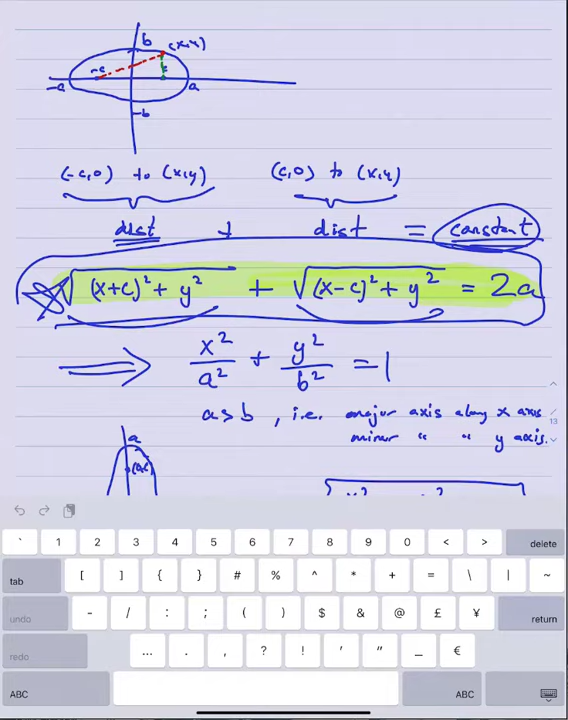 b
(x,y)
-c
-a
a
-b
(-c,0) to (x,y) (c,0) to (x,y)
dist + dist = constant
√(x+c)² + y² + √(x-c)² + y² = 2a
⟹ x²/a² + y²/b² = 1
a>b , i.e. major axis along x axis
minor " " y axis.
13
a
(0,c)
` 1 2 3 4 5 6 7 8 9 0 < > delete
tab [ ] { } # % ^ * + = \ | ~
undo - / : ; ( ) $ & @ £ ¥ return
redo ... . , ? ! ' " _ €
ABC ABC